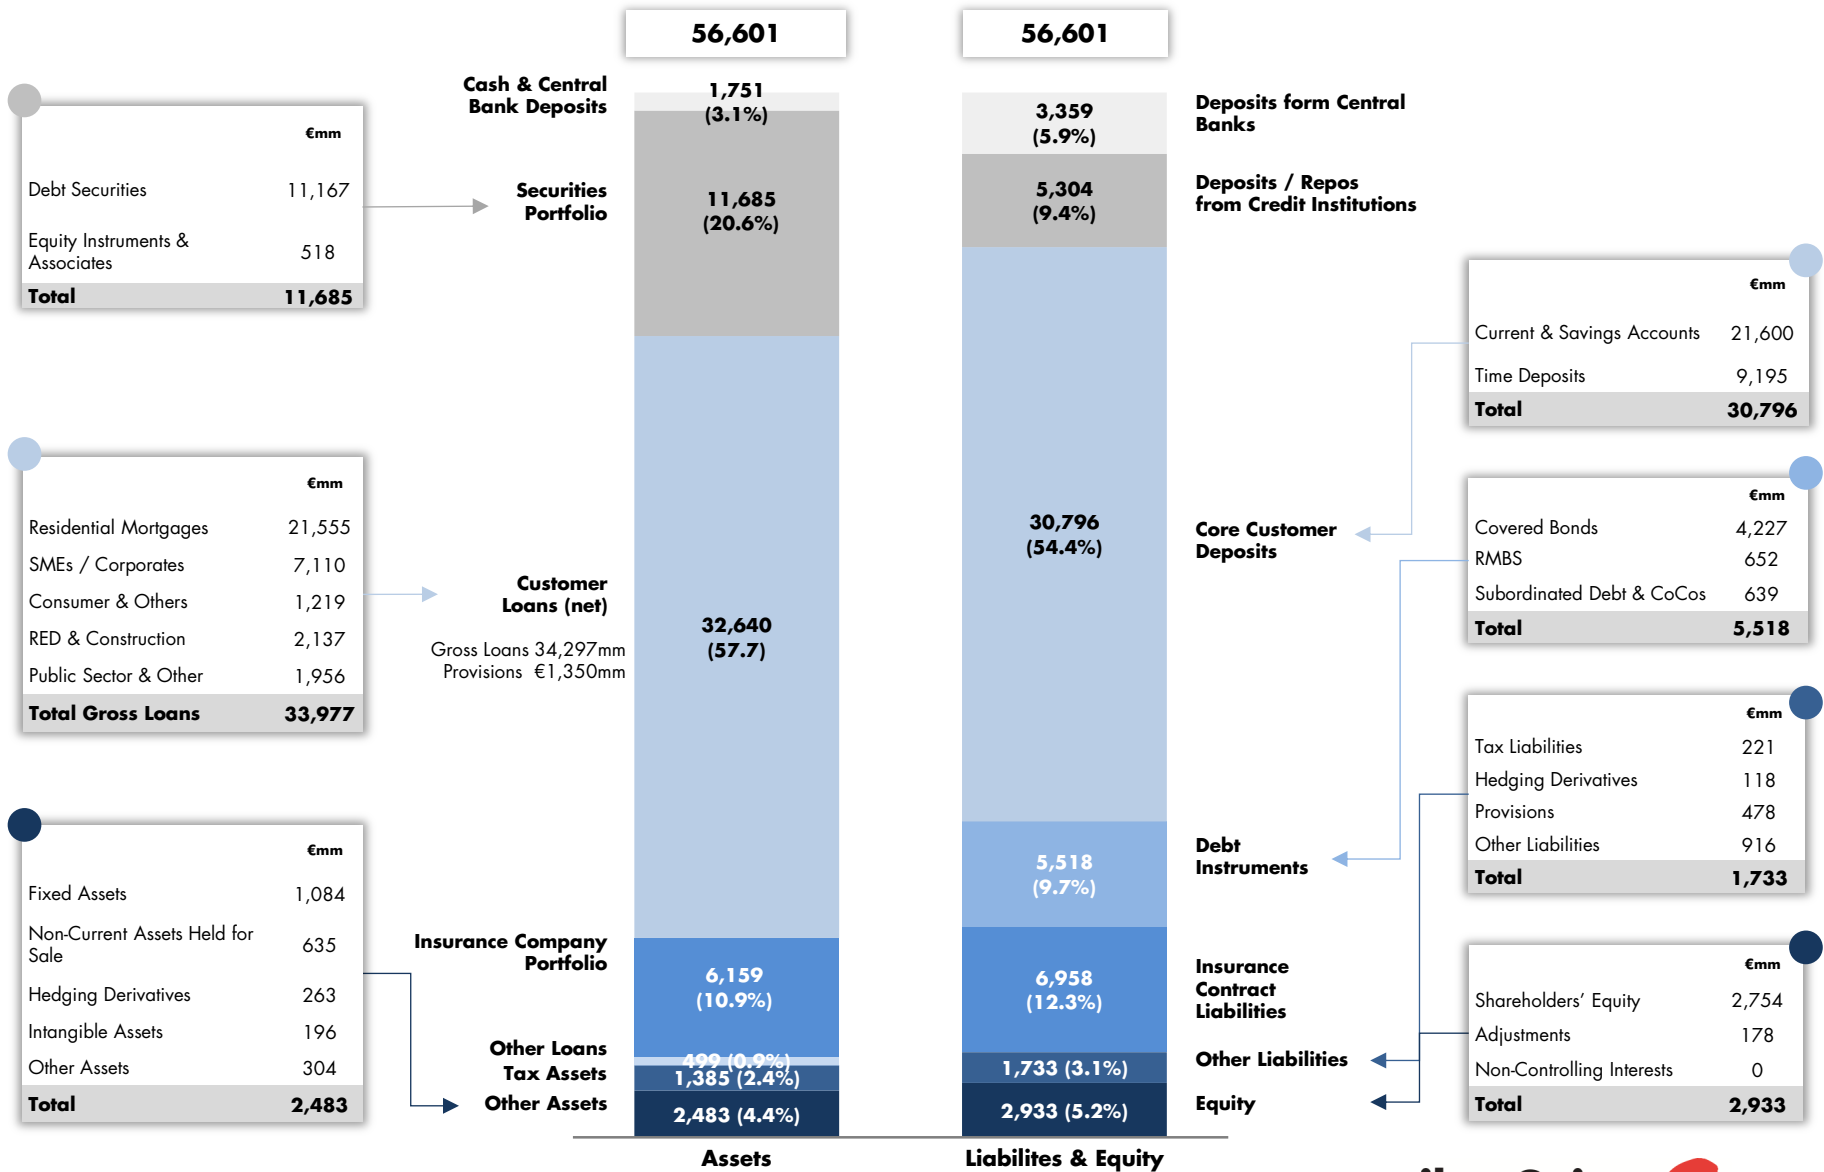 56,601
56,601
Cash & Central
Bank Deposits
1,751
(3.1%)
Securities
Portfolio
11,685
(20.6%)
Customer
Loans (net)
Gross Loans 34,297mm
Provisions €1,350mm
32,640
(57.7)
Insurance Company
Portfolio
6,159
(10.9%)
Other Loans
499 (0.9%)
Tax Assets
1,385 (2.4%)
Other Assets
2,483 (4.4%)
Assets
€mm
Debt Securities 11,167
Equity Instruments &
Associates 518
Total 11,685
€mm
Residential Mortgages 21,555
SMEs / Corporates 7,110
Consumer & Others 1,219
RED & Construction 2,137
Public Sector & Other 1,956
Total Gross Loans 33,977
€mm
Fixed Assets 1,084
Non-Current Assets Held for
Sale 635
Hedging Derivatives 263
Intangible Assets 196
Other Assets 304
Total 2,483
3,359
(5.9%)
Deposits form Central
Banks
5,304
(9.4%)
Deposits / Repos
from Credit Institutions
30,796
(54.4%)
Core Customer
Deposits
5,518
(9.7%)
Debt
Instruments
6,958
(12.3%)
Insurance
Contract
Liabilities
1,733 (3.1%)
Other Liabilities
2,933 (5.2%)
Equity
Liabilites & Equity
€mm
Current & Savings Accounts 21,600
Time Deposits 9,195
Total 30,796
€mm
Covered Bonds 4,227
RMBS 652
Subordinated Debt & CoCos 639
Total 5,518
€mm
Tax Liabilities 221
Hedging Derivatives 118
Provisions 478
Other Liabilities 916
Total 1,733
€mm
Shareholders’ Equity 2,754
Adjustments 178
Non-Controlling Interests 0
Total 2,933